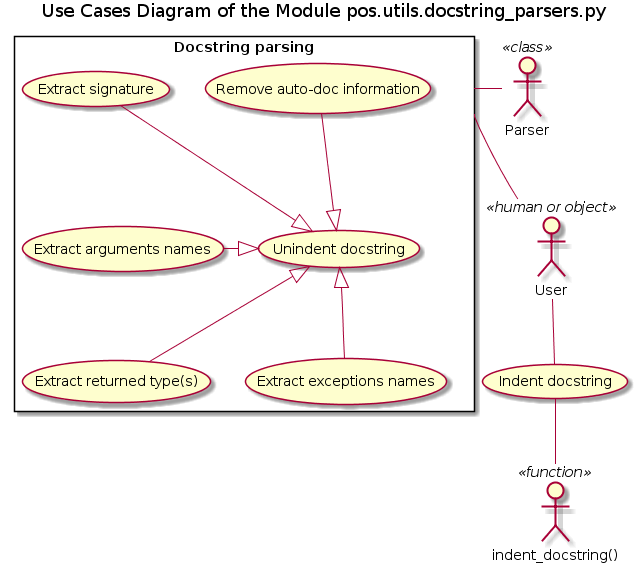 Use Cases Diagram of the Module pos.utils.docstring_parsers.py
Docstring parsing
Extract signature
Remove auto-doc information
Extract arguments names
Unindent docstring
Extract returned type(s)
Extract exceptions names
«class»
Parser
«human or object»
User
Indent docstring
«function»
indent_docstring()